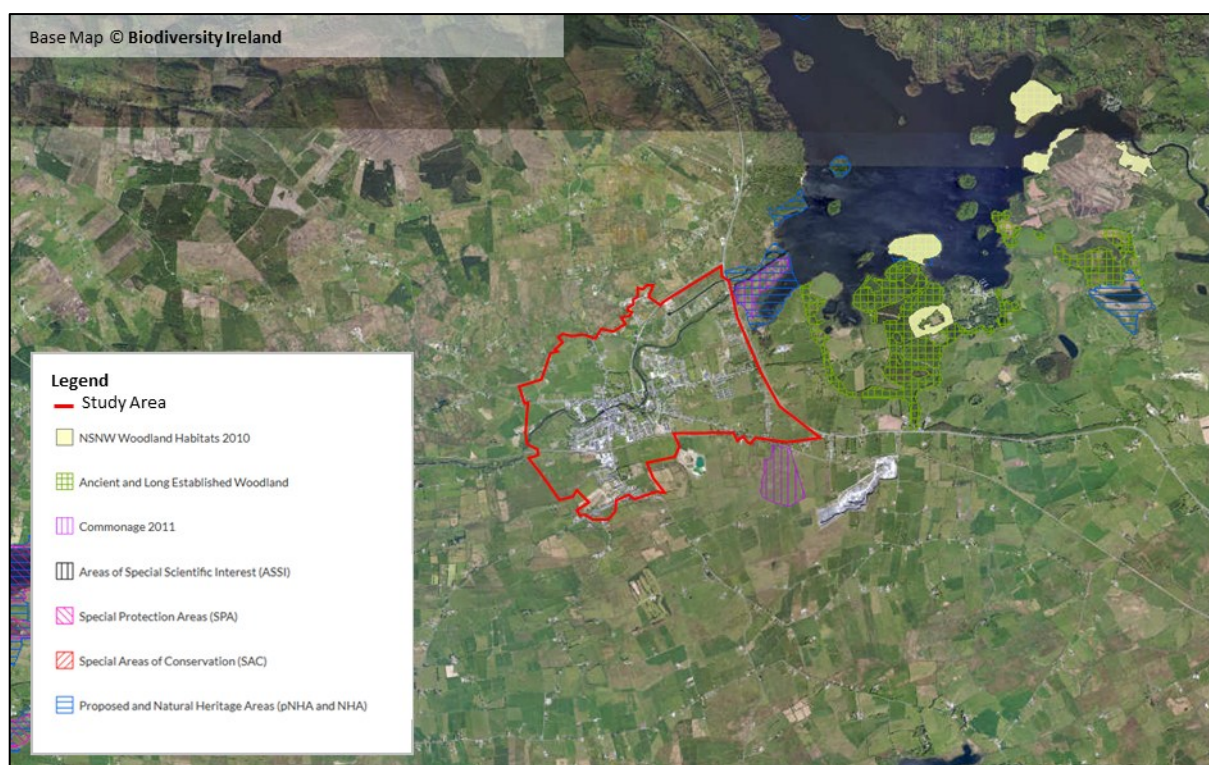 Base Map © Biodiversity Ireland
Legend
Study Area
NSNW Woodland Habitats 2010
Ancient and Long Established Woodland
Commonage 2011
Areas of Special Scientific Interest (ASSI)
Special Protection Areas (SPA)
Special Areas of Conservation (SAC)
Proposed and Natural Heritage Areas (pNHA and NHA)